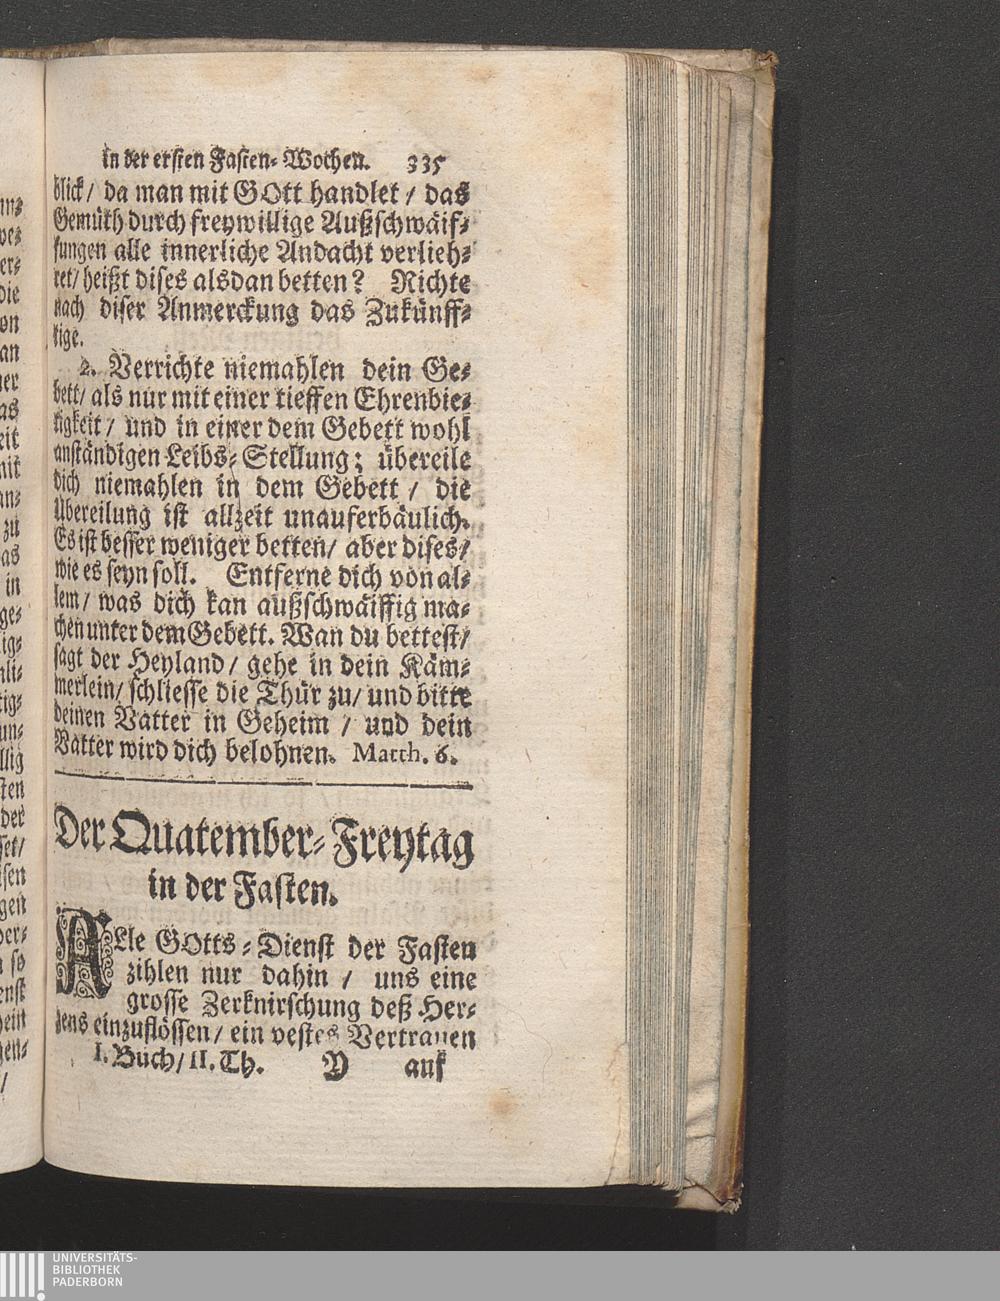 in der ersten Fasten-Wochen. 335
blick / da man mit GOtt handlet / das
Gemüth durch freywillige Außschwäif-
fungen alle innerliche Andacht verlieh-
ret / heißt dises alsdan betten? Richte
nach diser Anmerckung das Zukünff-
tige.
2. Verrichte niemahlen dein Ge-
bett / als nur mit einer tieffen Ehrenbie-
tigkeit / und in einer dem Gebett wohl
anständigen Leibs-Stellung; übereile
dich niemahlen in dem Gebett / die
Ubereilung ist allzeit unauferbäulich.
Es ist besser weniger betten / aber dises /
wie es seyn soll. Entferne dich von al-
lem / was dich kan außschwäiffig ma-
chen unter dem Gebett. Wan du bettest /
sagt der Heyland / gehe in dein Käm-
merlein / schliesse die Thür zu / und bitte
deinen Vatter in Geheim / und dein
Vatter wird dich belohnen. Matth. 6.
Der Quatember-Freytag
in der Fasten.
ALle GOtts-Dienst der Fasten
zihlen nur dahin / uns eine
grosse Zerknirschung deß Her-
zens einzuflössen / ein vestes Vertrauen
I. Buch / II. Th. Y auf
UNIVERSITÄTS-
BIBLIOTHEK
PADERBORN